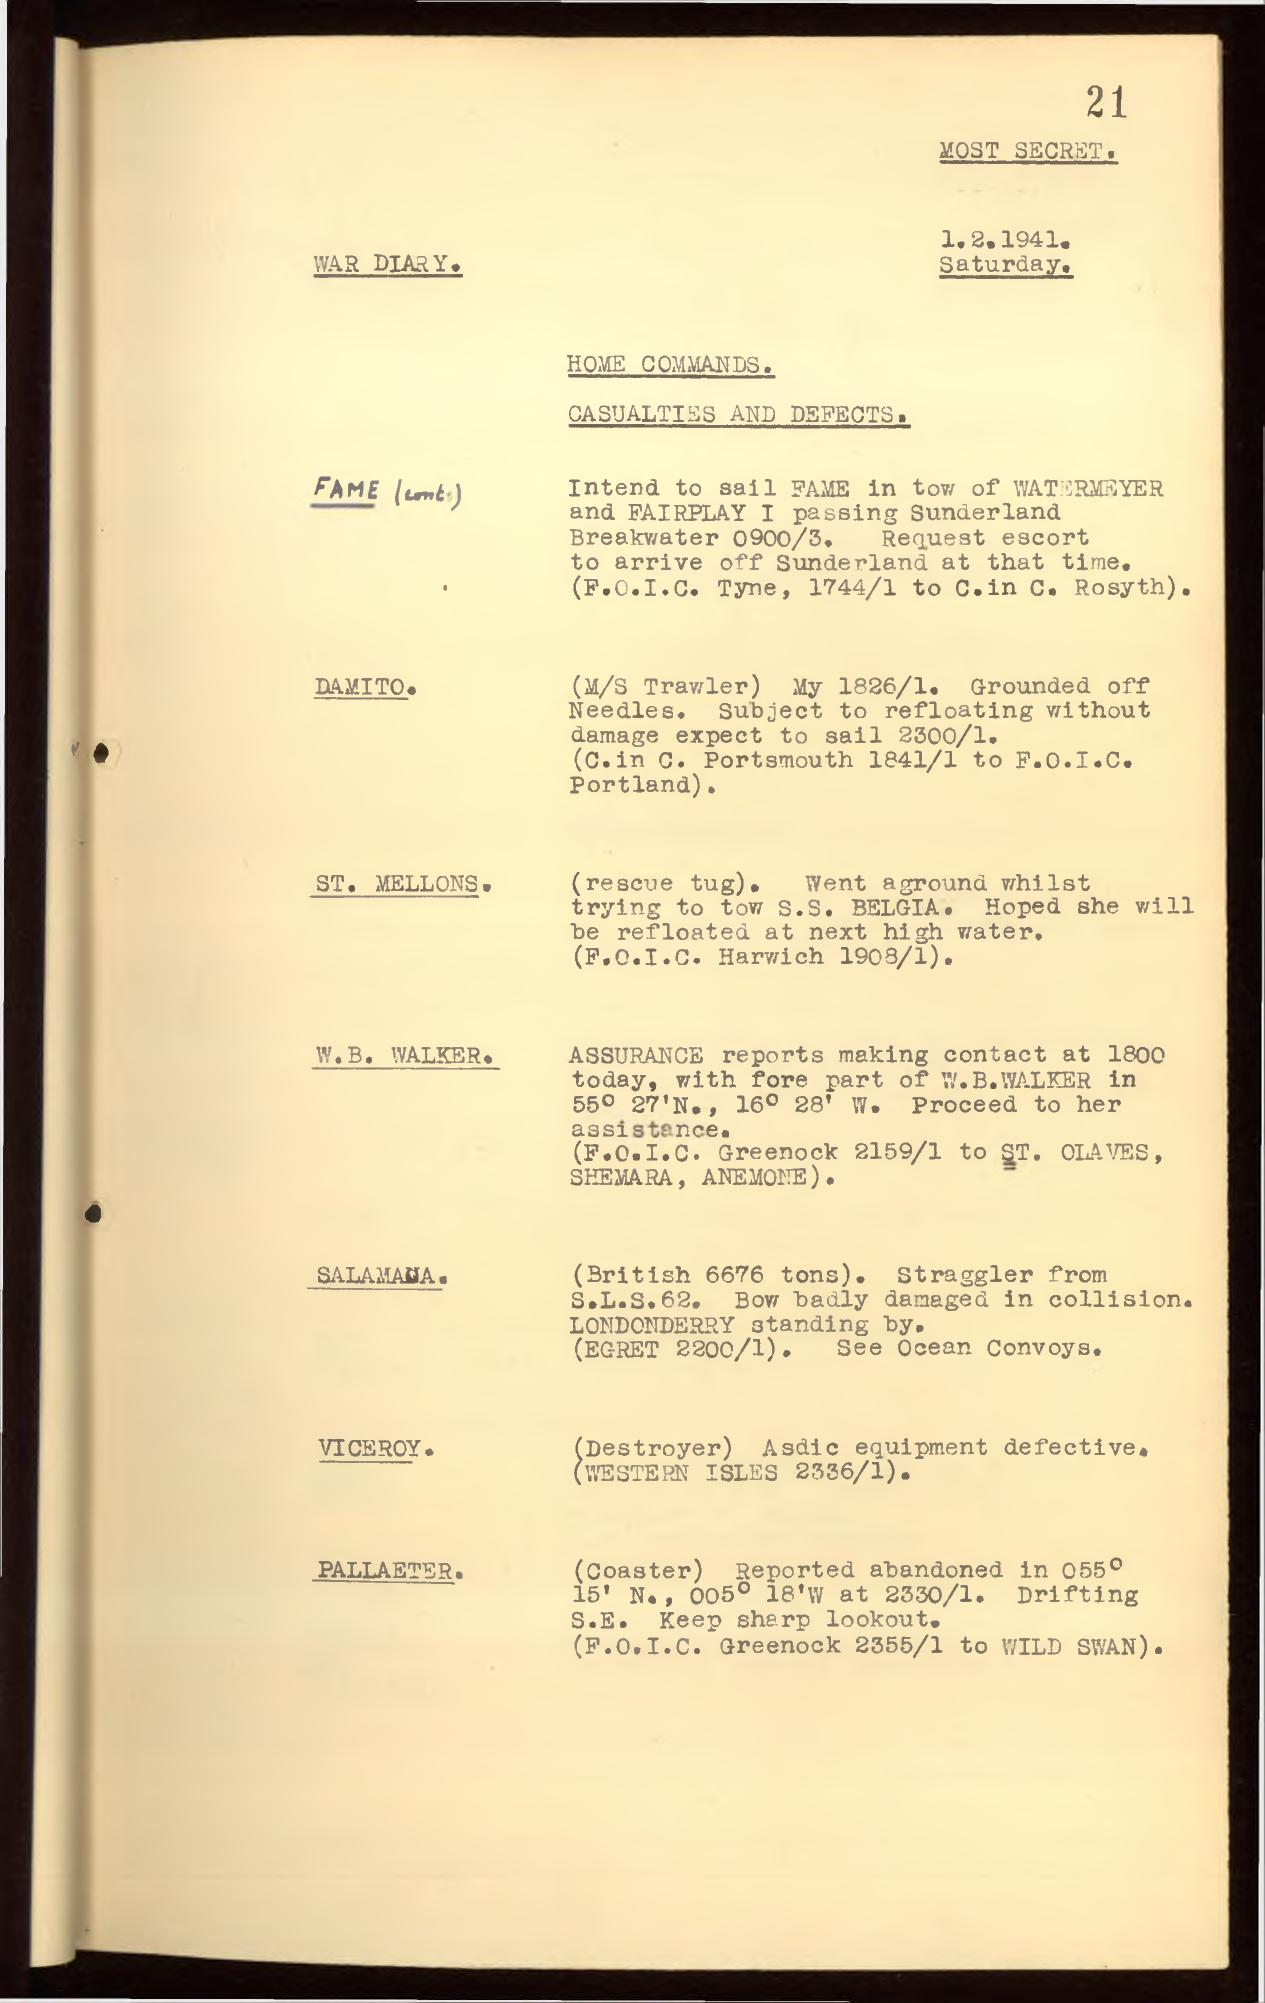 21
MOST SECRET.
1.2.1941.
WAR DIARY.
Saturday.
HOME COMMANDS.
CASUALTIES AND DEFECTS.
FAME (cont:)
Intend to sail FAME in tow of WATERMEYER
and FAIRPLAY I passing Sunderland
Breakwater 0900/3. Request escort
to arrive off Sunderland at that time.
(F.O.I.C. Tyne, 1744/1 to C.in C. Rosyth).
DAMITO.
(M/S Trawler) My 1826/1. Grounded off
Needles. Subject to refloating without
damage expect to sail 2300/1.
(C.in C. Portsmouth 1841/1 to F.O.I.C.
Portland).
ST. MELLONS.
(rescue tug). Went aground whilst
trying to tow S.S. BELGIA. Hoped she will
be refloated at next high water.
(F.O.I.C. Harwich 1908/1).
W.B. WALKER.
ASSURANCE reports making contact at 1800
today, with fore part of W.B.WALKER in
55° 27'N., 16° 28' W. Proceed to her
assistance.
(F.O.I.C. Greenock 2159/1 to ST. OLAVES,
SHEMARA, ANEMONE).
SALAMAUA.
(British 6676 tons). Straggler from
S.L.S.62. Bow badly damaged in collision.
LONDONDERRY standing by.
(EGRET 2200/1). See Ocean Convoys.
VICEROY.
(Destroyer) Asdic equipment defective.
(WESTERN ISLES 2336/1).
PALLAETER.
(Coaster) Reported abandoned in 055°
15' N., 005° 18'W at 2330/1. Drifting
S.E. Keep sharp lookout.
(F.O.I.C. Greenock 2355/1 to WILD SWAN).